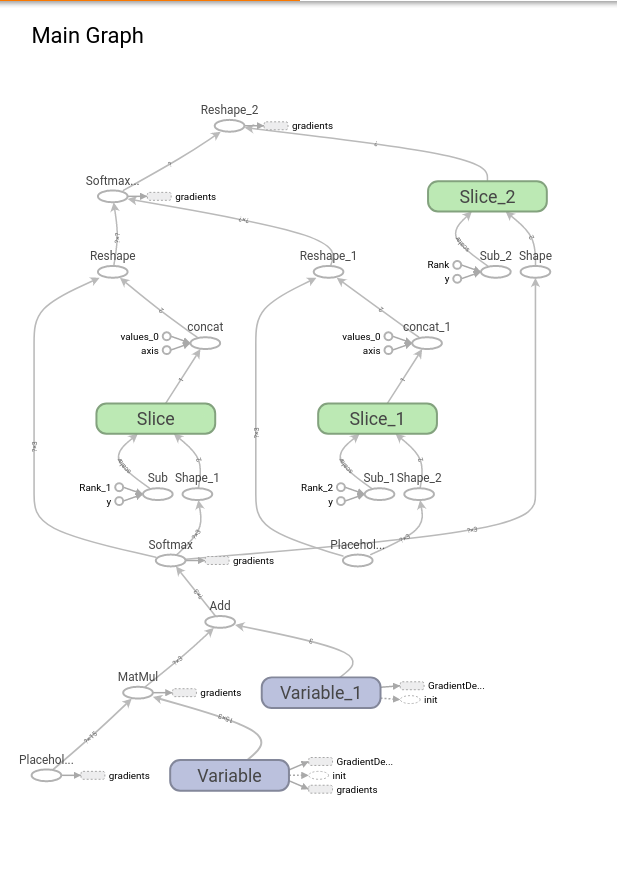 Main Graph
Reshape_2
gradients
Softmax...
gradients
Slice_2
Reshape
Reshape_1
Rank
Sub_2
Shape
y
values_0
concat
axis
values_0
concat_1
axis
Slice
Slice_1
Rank_1
Sub
Shape_1
y
Rank_2
Sub_1
Shape_2
y
Softmax
gradients
Placehol...
Add
MatMul
gradients
Variable_1
GradientDe...
init
Placehol...
gradients
Variable
GradientDe...
init
gradients